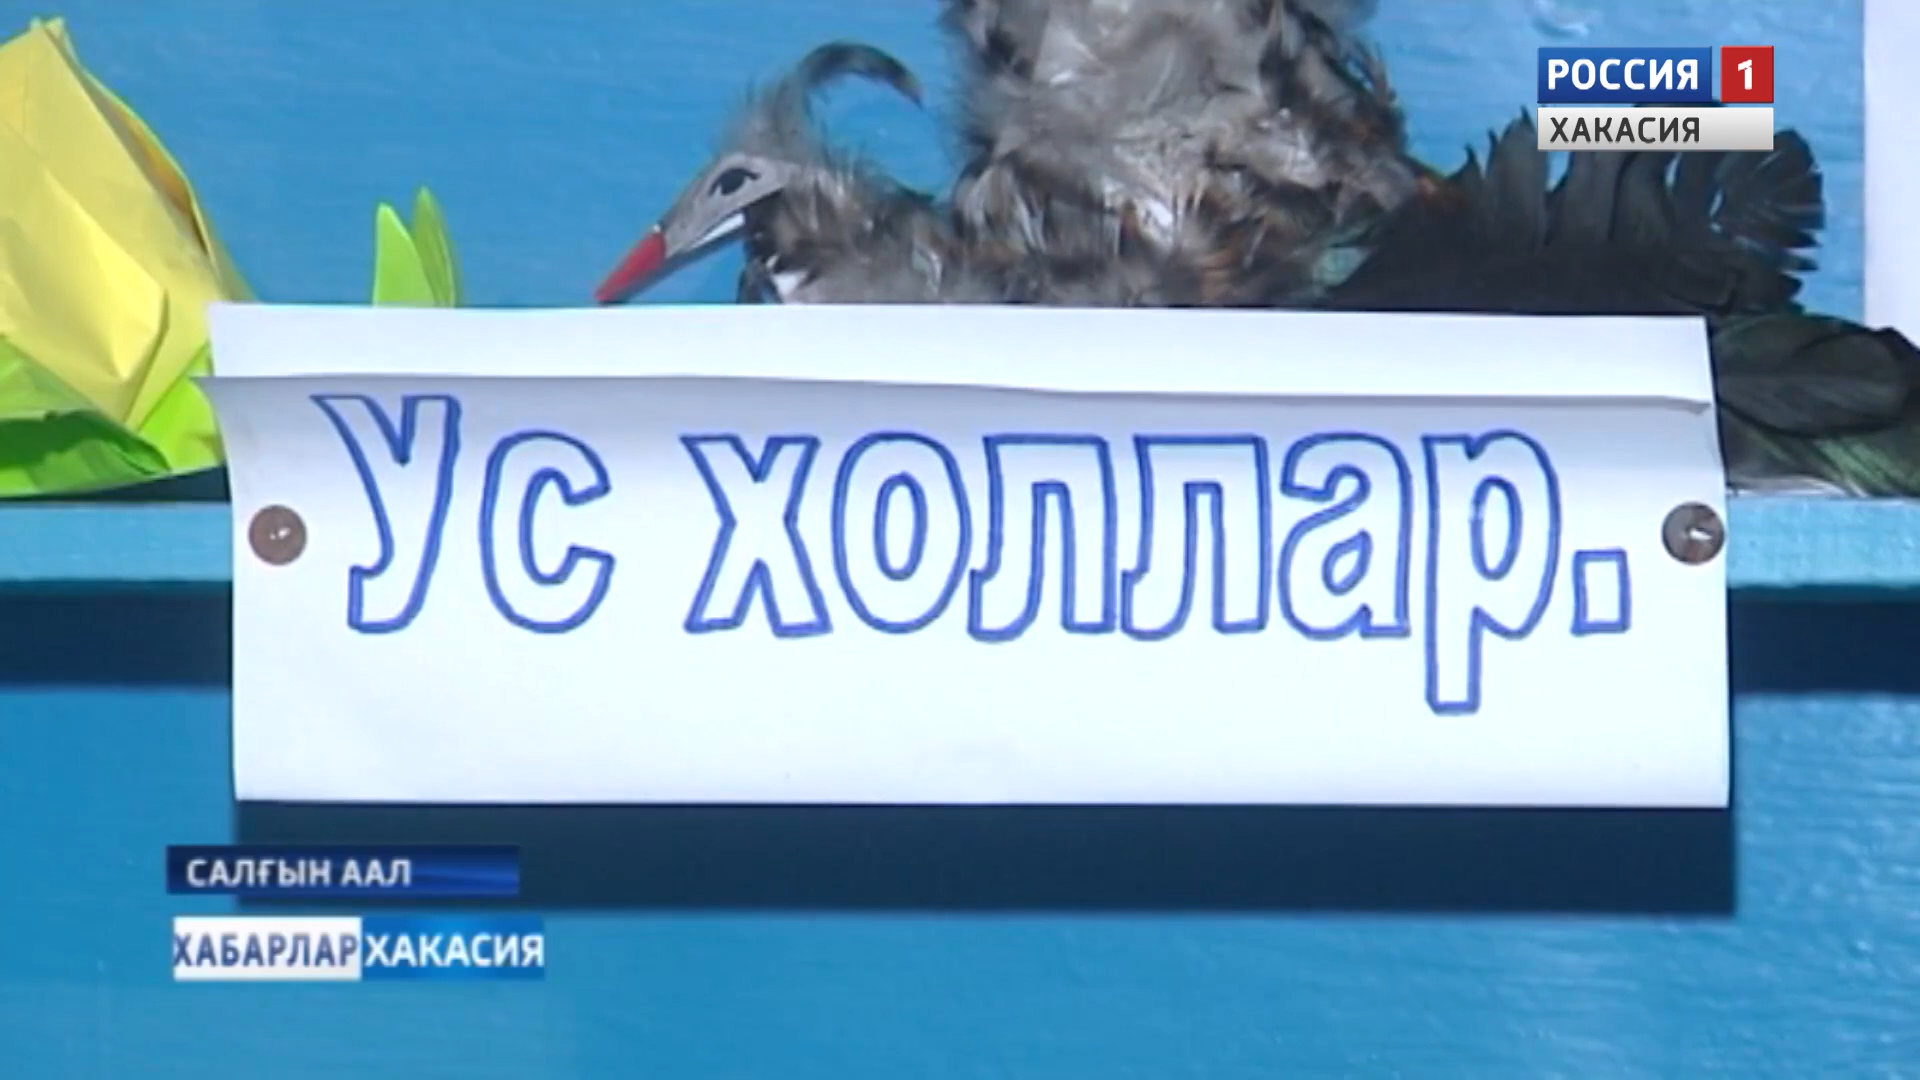 РОССИЯ 1
ХАКАСИЯ
Ус холлар.
САЛҒЫН ААЛ
ХАБАРЛАР ХАКАСИЯ